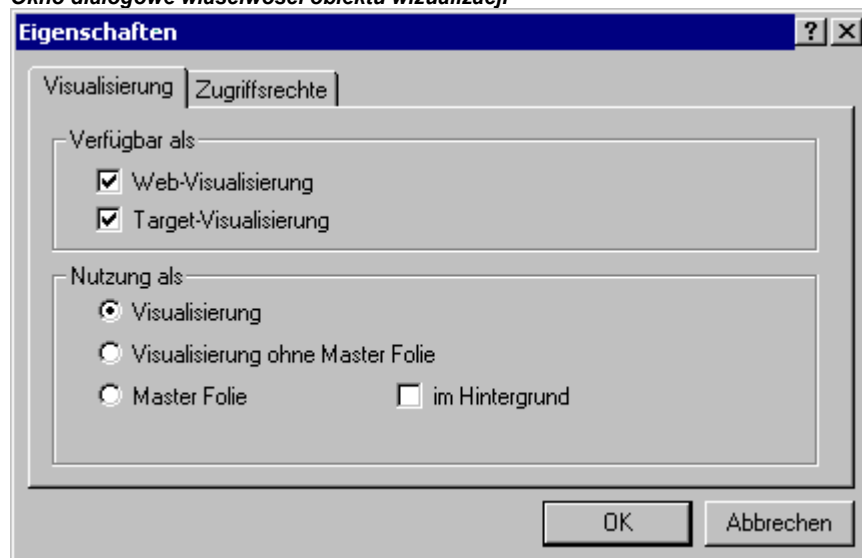 Okno dialogowe właściwości obiektu wizualizacji
Eigenschaften
Visualisierung Zugriffsrechte
Verfügbar als
Web-Visualisierung
Target-Visualisierung
Nutzung als
Visualisierung
Visualisierung ohne Master Folie
Master Folie im Hintergrund
OK Abbrechen